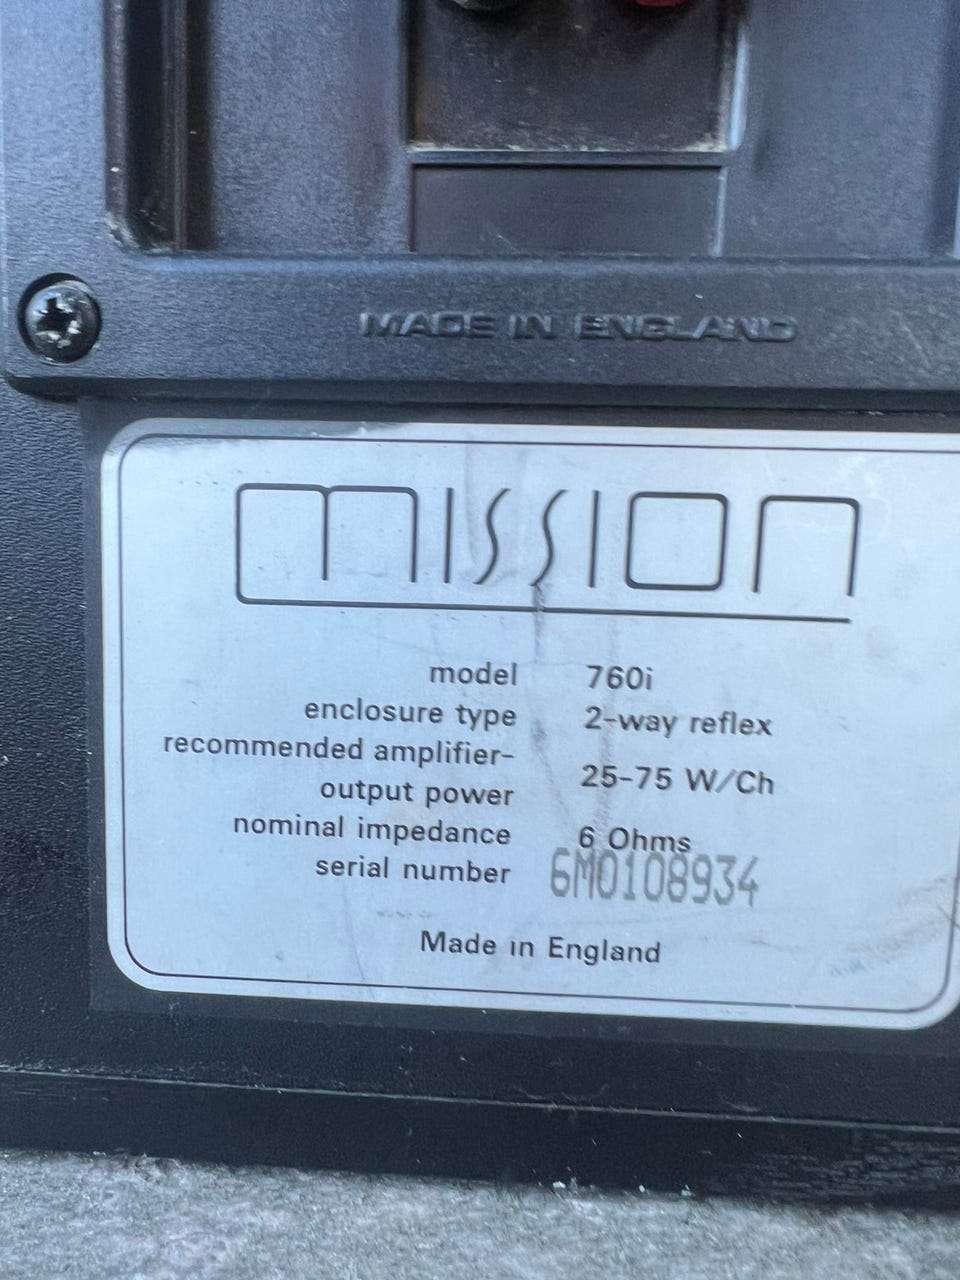 MADE IN ENGLAND
mission
model 760i
enclosure type 2-way reflex
recommended amplifier-
output power 25-75 W/Ch
nominal impedance 6 Ohms
serial number 6M0108934
Made in England